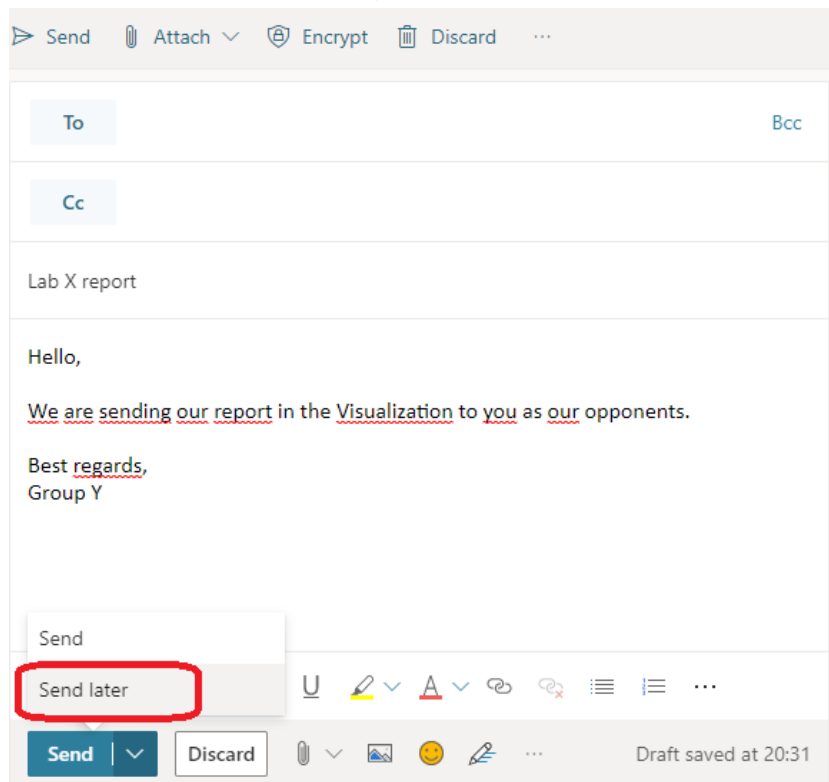 Send Attach Encrypt Discard ...
To Bcc
Cc
Lab X report
Hello,
We are sending our report in the Visualization to you as our opponents.
Best regards,
Group Y
Send
Send later
U A ...
Send Discard ... Draft saved at 20:31